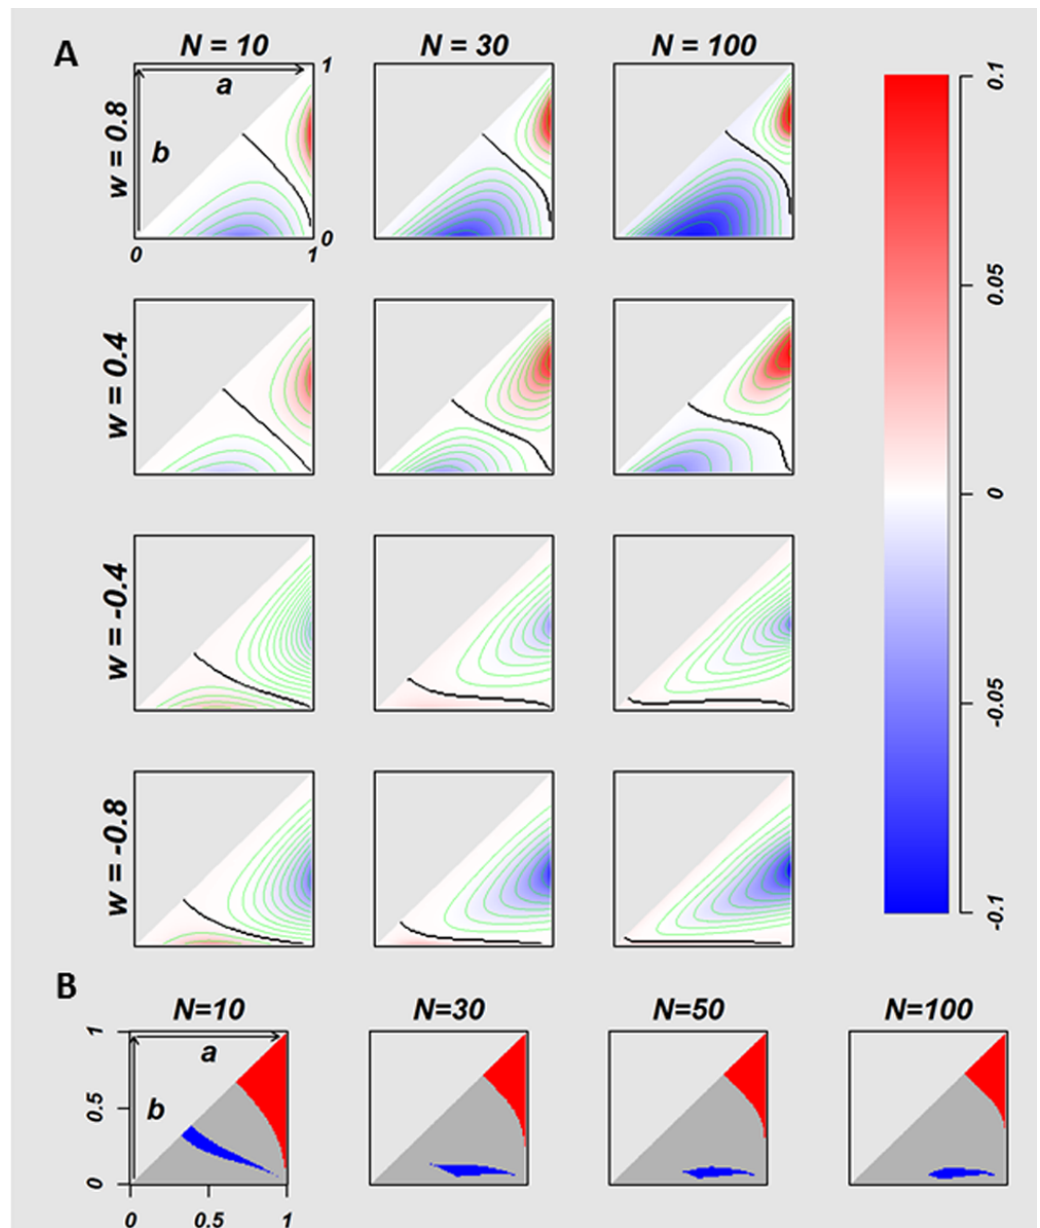 A
N = 10
N = 30
N = 100
w = 0.8
a
b
1
0
0
1
w = 0.4
w = -0.4
w = -0.8
0.1
0.05
0
-0.05
-0.1
B
N=10
N=30
N=50
N=100
1
0.5
0
a
b
0
0.5
1